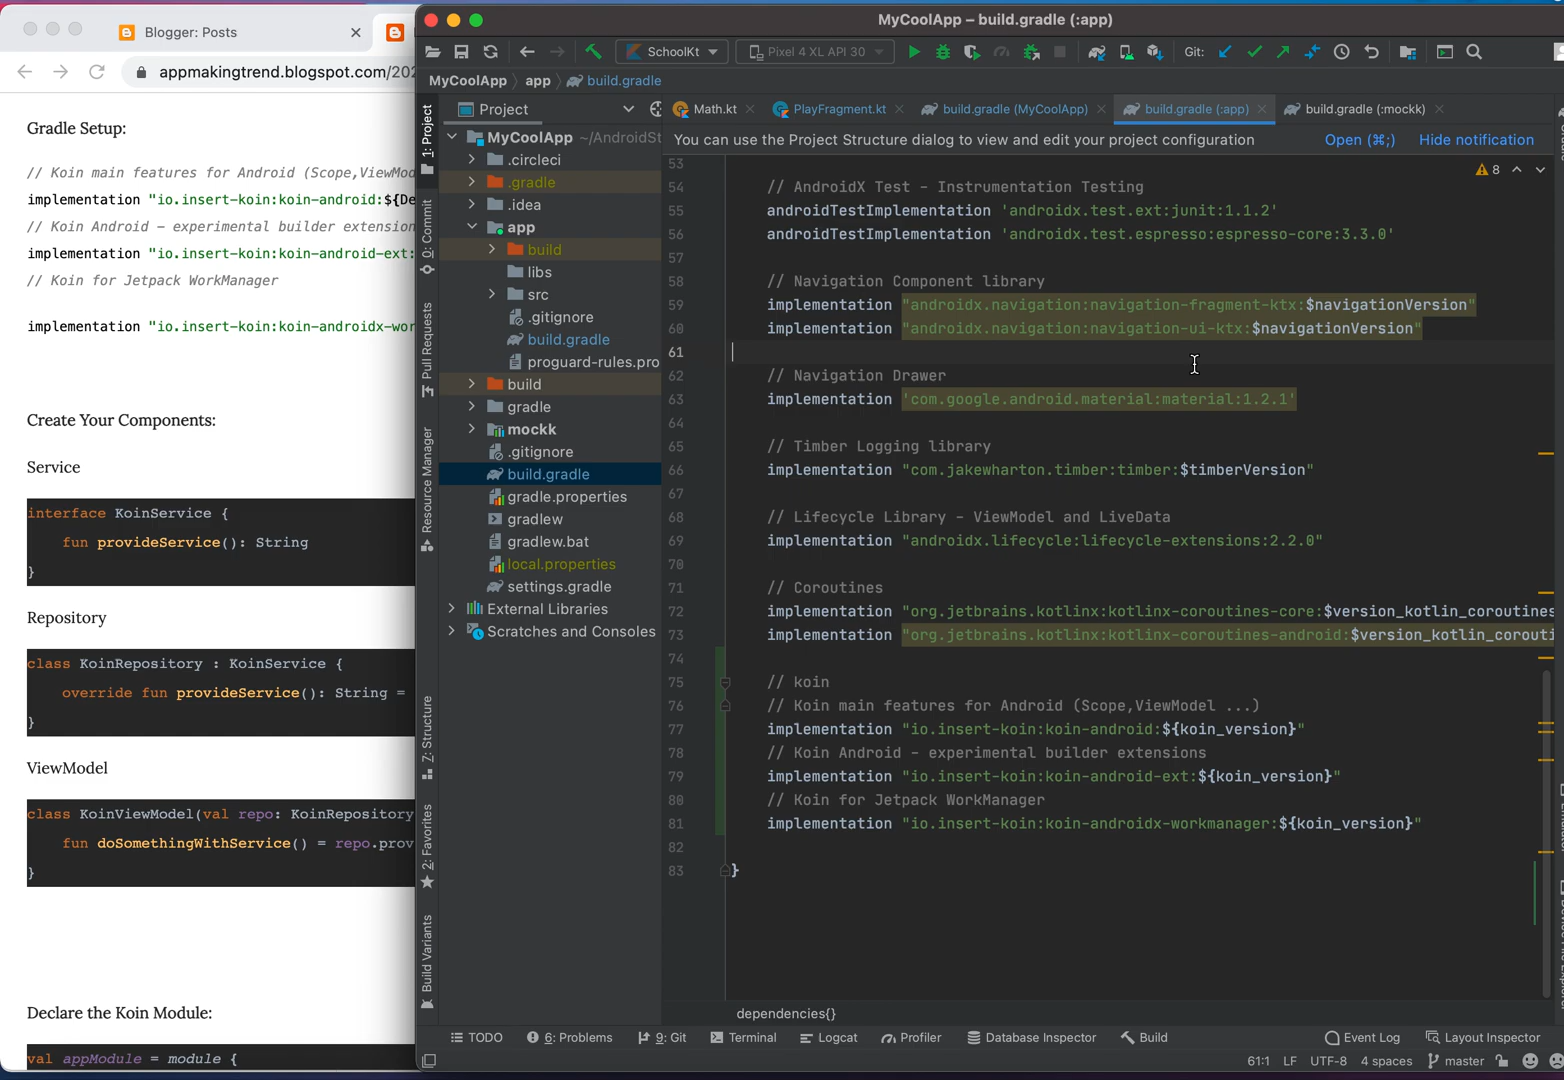 Blogger: Posts
appmakingtrend.blogspot.com/202
Gradle Setup:
// Koin main features for Android (Scope,ViewMod
implementation "io.insert-koin:koin-android:${De
// Koin Android – experimental builder extension
implementation "io.insert-koin:koin-android-ext:
// Koin for Jetpack WorkManager
implementation "io.insert-koin:koin-androidx-wor
Create Your Components:
Service
interface KoinService {
fun provideService(): String
}
Repository
class KoinRepository : KoinService {
override fun provideService(): String =
}
ViewModel
class KoinViewModel(val repo: KoinRepository
fun doSomethingWithService() = repo.prov
}
Declare the Koin Module:
val appModule = module {
MyCoolApp – build.gradle (:app)
SchoolKt
Pixel 4 XL API 30
Git:
MyCoolApp
app
build.gradle
Project
Math.kt
PlayFragment.kt
build.gradle (MyCoolApp)
build.gradle (:app)
build.gradle (:mockk)
You can use the Project Structure dialog to view and edit your project configuration
Open (⌘;)
Hide notification
1: Project
0: Commit
Pull Requests
Resource Manager
7: Structure
2: Favorites
Build Variants
MyCoolApp ~/AndroidSt
.circleci
.gradle
.idea
app
build
libs
src
.gitignore
build.gradle
proguard-rules.pro
build
gradle
mockk
.gitignore
build.gradle
gradle.properties
gradlew
gradlew.bat
local.properties
settings.gradle
External Libraries
Scratches and Consoles
8
53
54 // AndroidX Test – Instrumentation Testing
55 androidTestImplementation 'androidx.test.ext:junit:1.1.2'
56 androidTestImplementation 'androidx.test.espresso:espresso-core:3.3.0'
57
58 // Navigation Component library
59 implementation "androidx.navigation:navigation-fragment-ktx:$navigationVersion"
60 implementation "androidx.navigation:navigation-ui-ktx:$navigationVersion"
61
62 // Navigation Drawer
63 implementation 'com.google.android.material:material:1.2.1'
64
65 // Timber Logging library
66 implementation "com.jakewharton.timber:timber:$timberVersion"
67
68 // Lifecycle Library – ViewModel and LiveData
69 implementation "androidx.lifecycle:lifecycle-extensions:2.2.0"
70
71 // Coroutines
72 implementation "org.jetbrains.kotlinx:kotlinx-coroutines-core:$version_kotlin_coroutines
73 implementation "org.jetbrains.kotlinx:kotlinx-coroutines-android:$version_kotlin_corouti
74
75 // koin
76 // Koin main features for Android (Scope,ViewModel ...)
77 implementation "io.insert-koin:koin-android:${koin_version}"
78 // Koin Android – experimental builder extensions
79 implementation "io.insert-koin:koin-android-ext:${koin_version}"
80 // Koin for Jetpack WorkManager
81 implementation "io.insert-koin:koin-androidx-workmanager:${koin_version}"
82
83 }
dependencies{}
TODO
6: Problems
9: Git
Terminal
Logcat
Profiler
Database Inspector
Build
Event Log
Layout Inspector
61:1
LF
UTF-8
4 spaces
master